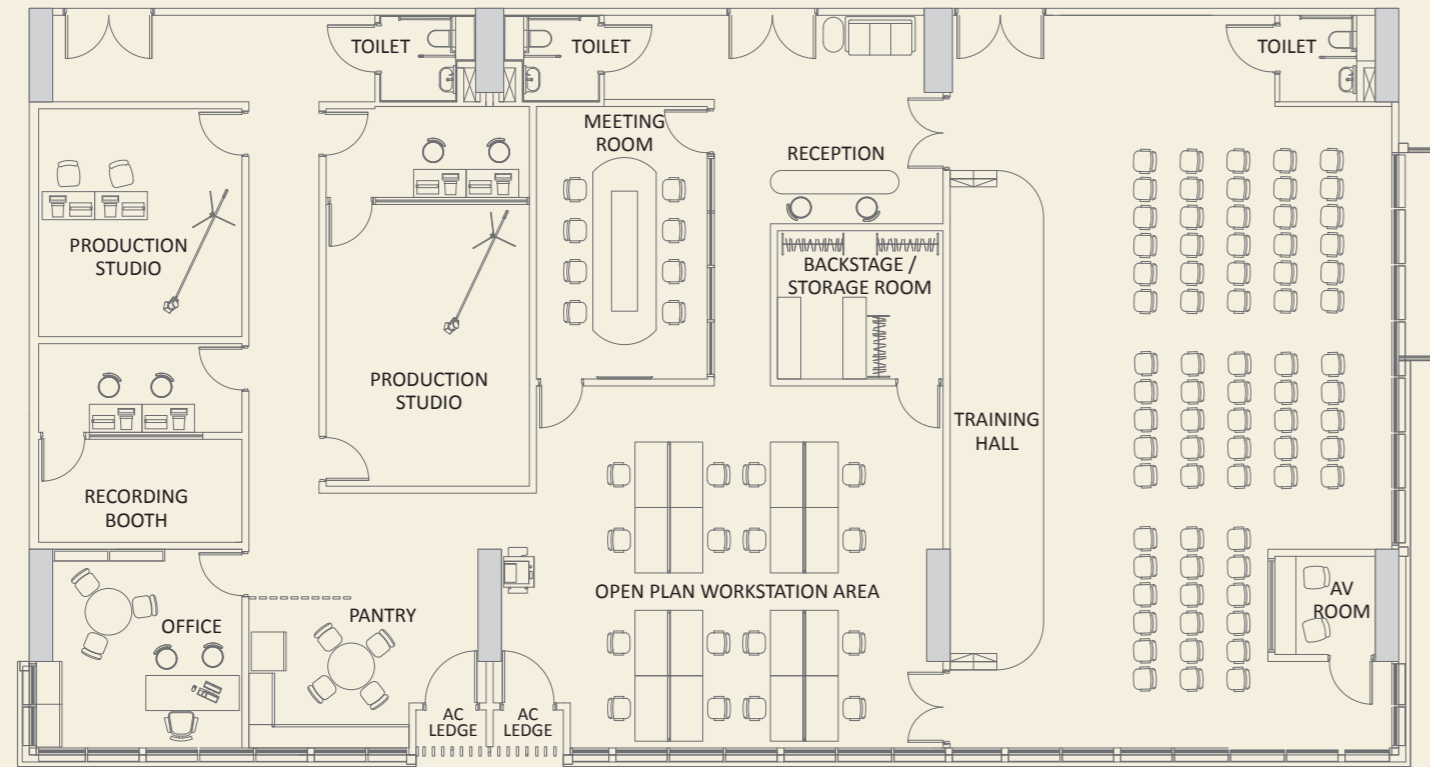 TOILET
TOILET
TOILET
MEETING
ROOM
RECEPTION
PRODUCTION
STUDIO
BACKSTAGE /
STORAGE ROOM
PRODUCTION
STUDIO
TRAINING
HALL
RECORDING
BOOTH
OPEN PLAN WORKSTATION AREA
AV
ROOM
OFFICE
PANTRY
AC
LEDGE
AC
LEDGE